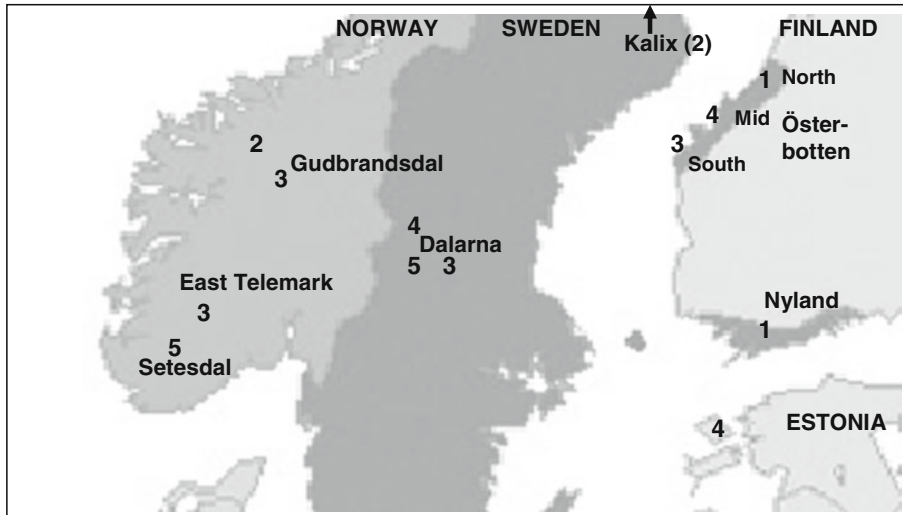 NORWAY SWEDEN FINLAND
Kalix (2)
1 North
4 Mid Öster-
botten
3
South
2
Gudbrandsdal
3
4
Dalarna
5 3
East Telemark
3
Nyland
1
5
Setesdal
4 ESTONIA